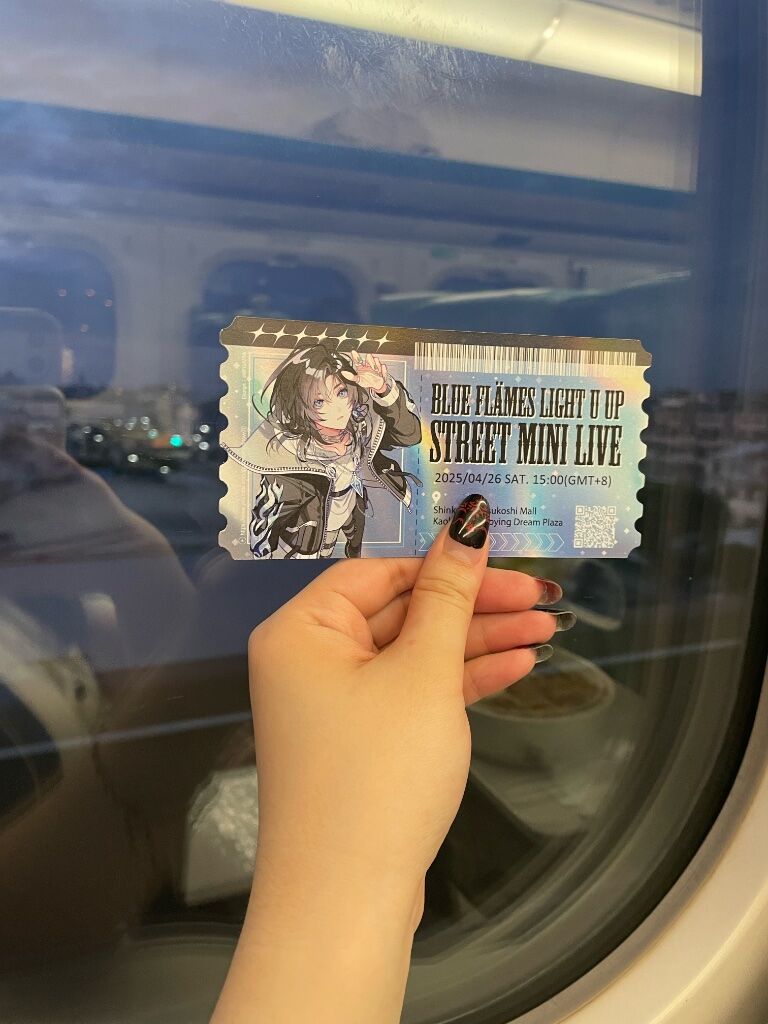 BLUE FLÄMES LIGHT U UP
STREET MINI LIVE
2025/04/26 SAT. 15:00(GMT+8)
Shink sukoshi Mall
Kao oying Dream Plaza